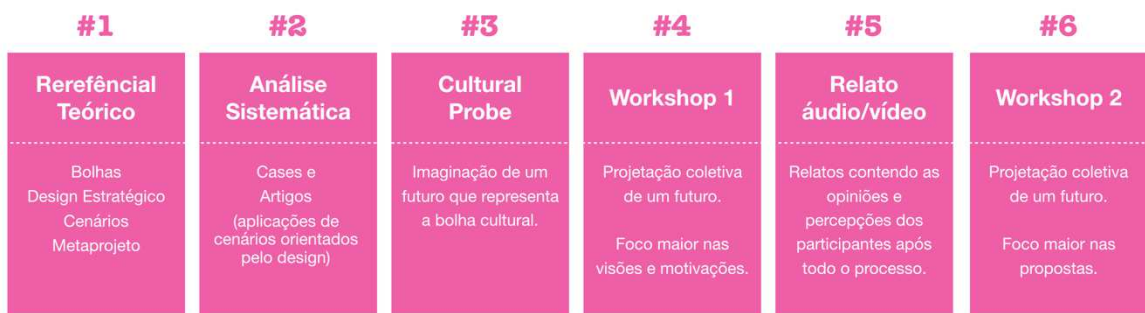 #1
Rerefêncial
Teórico
Bolhas
Design Estratégico
Cenários
Metaprojeto
#2
Análise
Sistemática
Cases e
Artigos
(aplicações de
cenários orientados
pelo design)
#3
Cultural
Probe
Imaginação de um
futuro que representa
a bolha cultural.
#4
Workshop 1
Projetação coletiva
de um futuro.
Foco maior nas
visões e motivações.
#5
Relato
áudio/vídeo
Relatos contendo as
opiniões e
percepções dos
participantes após
todo o processo.
#6
Workshop 2
Projetação coletiva
de um futuro.
Foco maior nas
propostas.